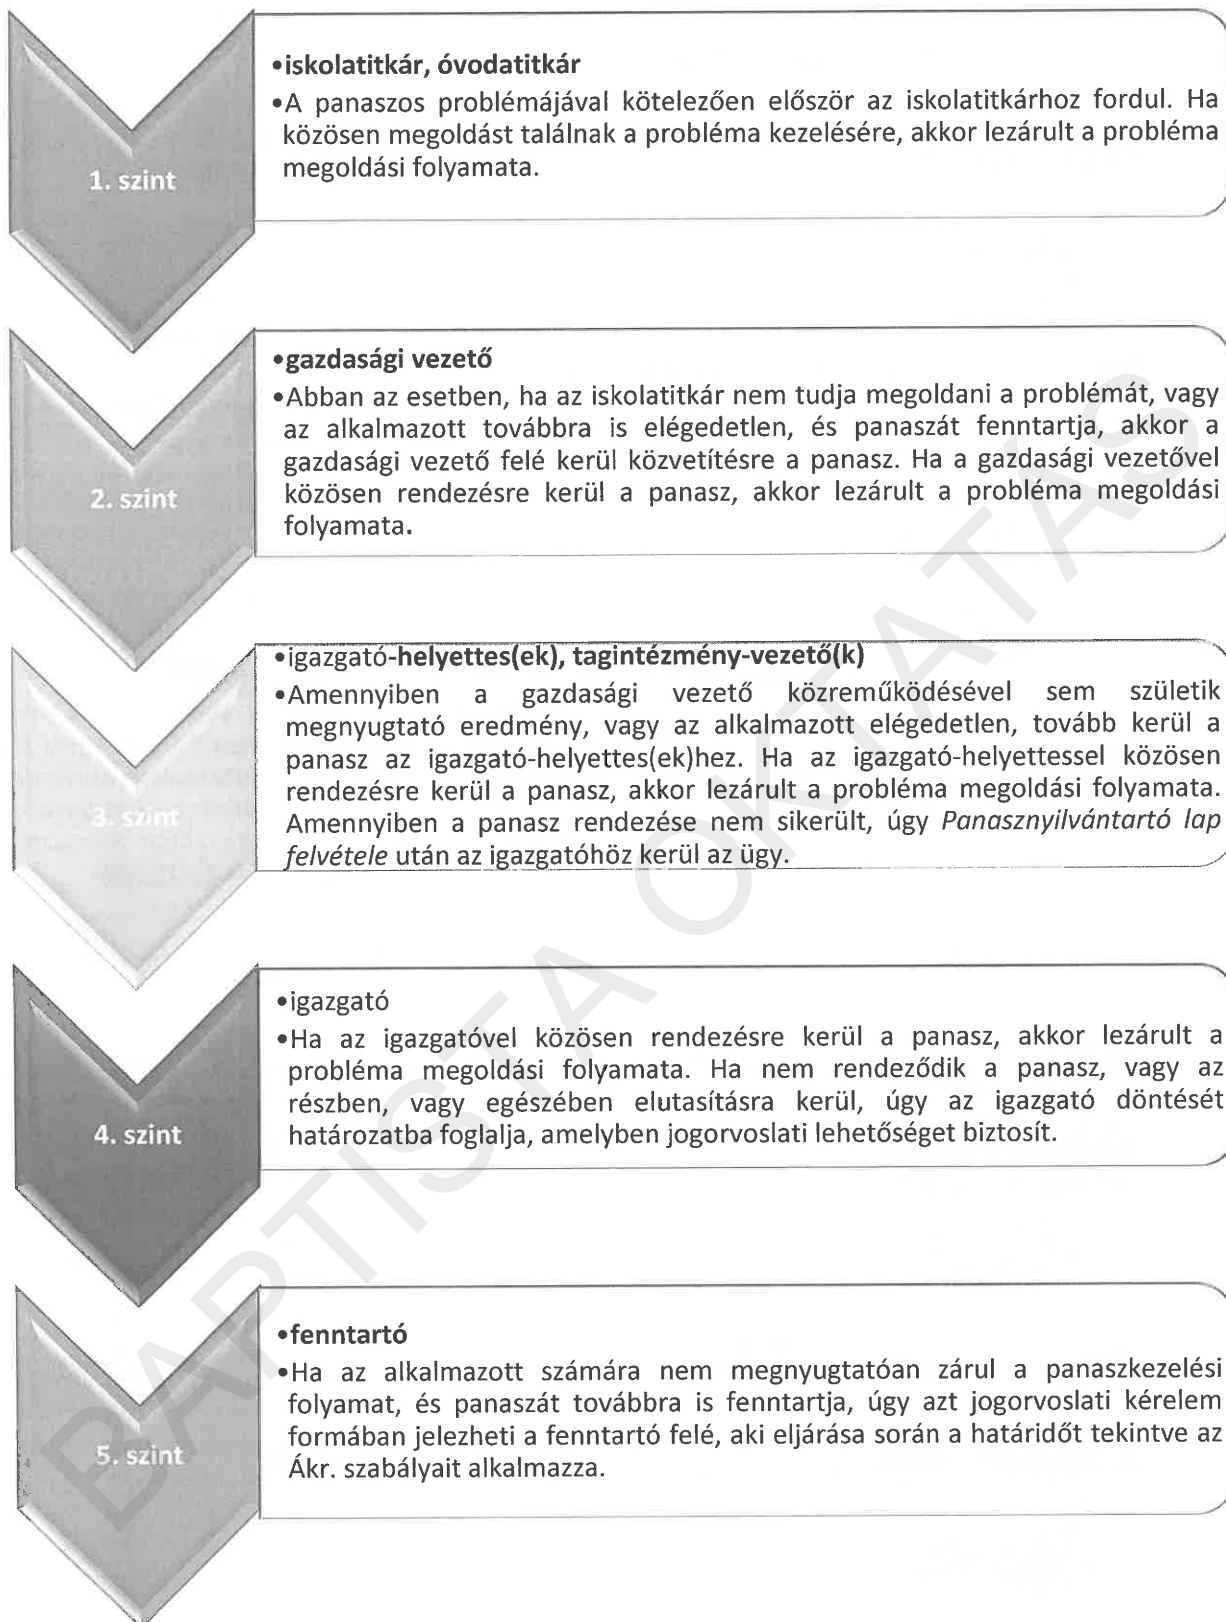 1. szint
•iskolatitkár, óvodatitkár
•A panaszos problémájával kötelezően először az iskolatitkárhoz fordul. Ha
közösen megoldást találnak a probléma kezelésére, akkor lezárult a probléma
megoldási folyamata.
2. szint
•gazdasági vezető
•Abban az esetben, ha az iskolatitkár nem tudja megoldani a problémát, vagy
az alkalmazott továbbra is elégedetlen, és panaszát fenntartja, akkor a
gazdasági vezető felé kerül közvetítésre a panasz. Ha a gazdasági vezetővel
közösen rendezésre kerül a panasz, akkor lezárult a probléma megoldási
folyamata.
3. szint
•igazgató-helyettes(ek), tagintézmény-vezető(k)
•Amennyiben a gazdasági vezető közreműködésével sem születik
megnyugtató eredmény, vagy az alkalmazott elégedetlen, tovább kerül a
panasz az igazgató-helyettes(ek)hez. Ha az igazgató-helyettessel közösen
rendezésre kerül a panasz, akkor lezárult a probléma megoldási folyamata.
Amennyiben a panasz rendezése nem sikerült, úgy Panasznyilvántartó lap
felvétele után az igazgatóhöz kerül az ügy.
4. szint
•igazgató
•Ha az igazgatóvel közösen rendezésre kerül a panasz, akkor lezárult a
probléma megoldási folyamata. Ha nem rendeződik a panasz, vagy az
részben, vagy egészében elutasításra kerül, úgy az igazgató döntését
határozatba foglalja, amelyben jogorvoslati lehetőséget biztosít.
5. szint
•fenntartó
•Ha az alkalmazott számára nem megnyugtatóan zárul a panaszkezelési
folyamat, és panaszát továbbra is fenntartja, úgy azt jogorvoslati kérelem
formában jelezheti a fenntartó felé, aki eljárása során a határidőt tekintve az
Ákr. szabályait alkalmazza.
BAPTISTA OKTATÁS